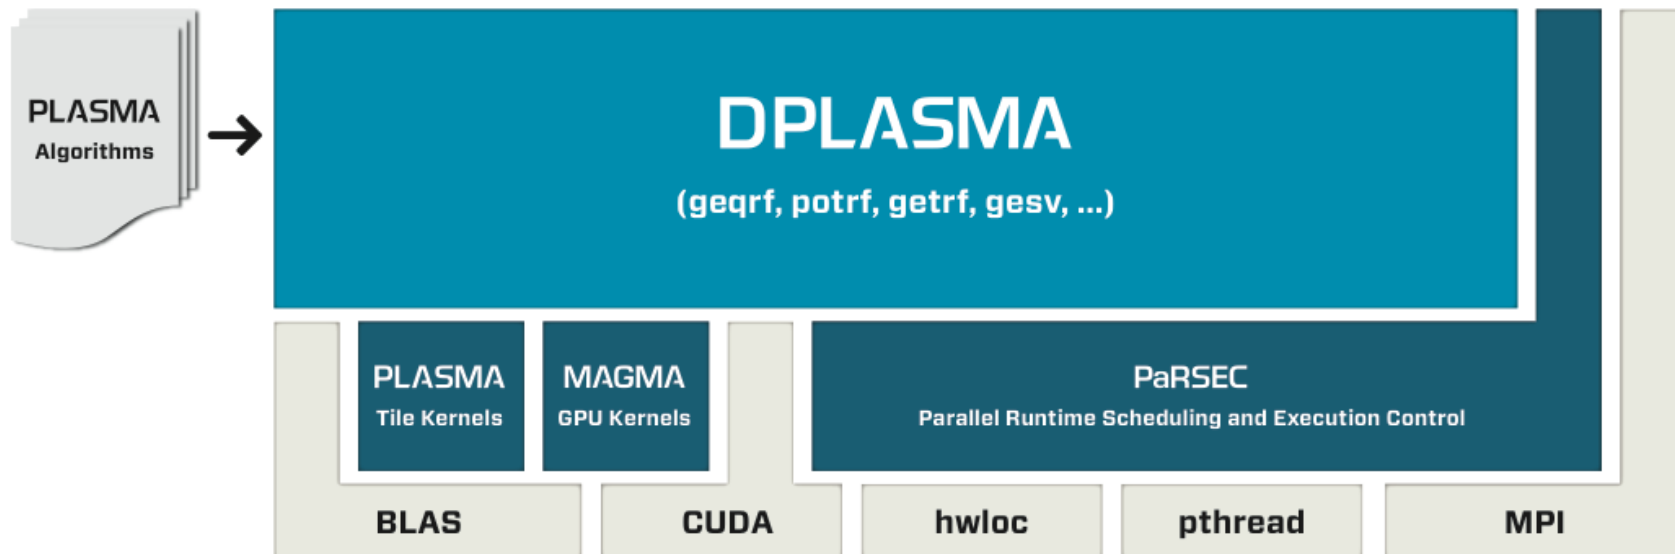 PLASMA
Algorithms
DPLASMA
(geqrf, potrf, getrf, gesv, ...)
PLASMA
Tile Kernels
MAGMA
GPU Kernels
PaRSEC
Parallel Runtime Scheduling and Execution Control
BLAS
CUDA
hwloc
pthread
MPI